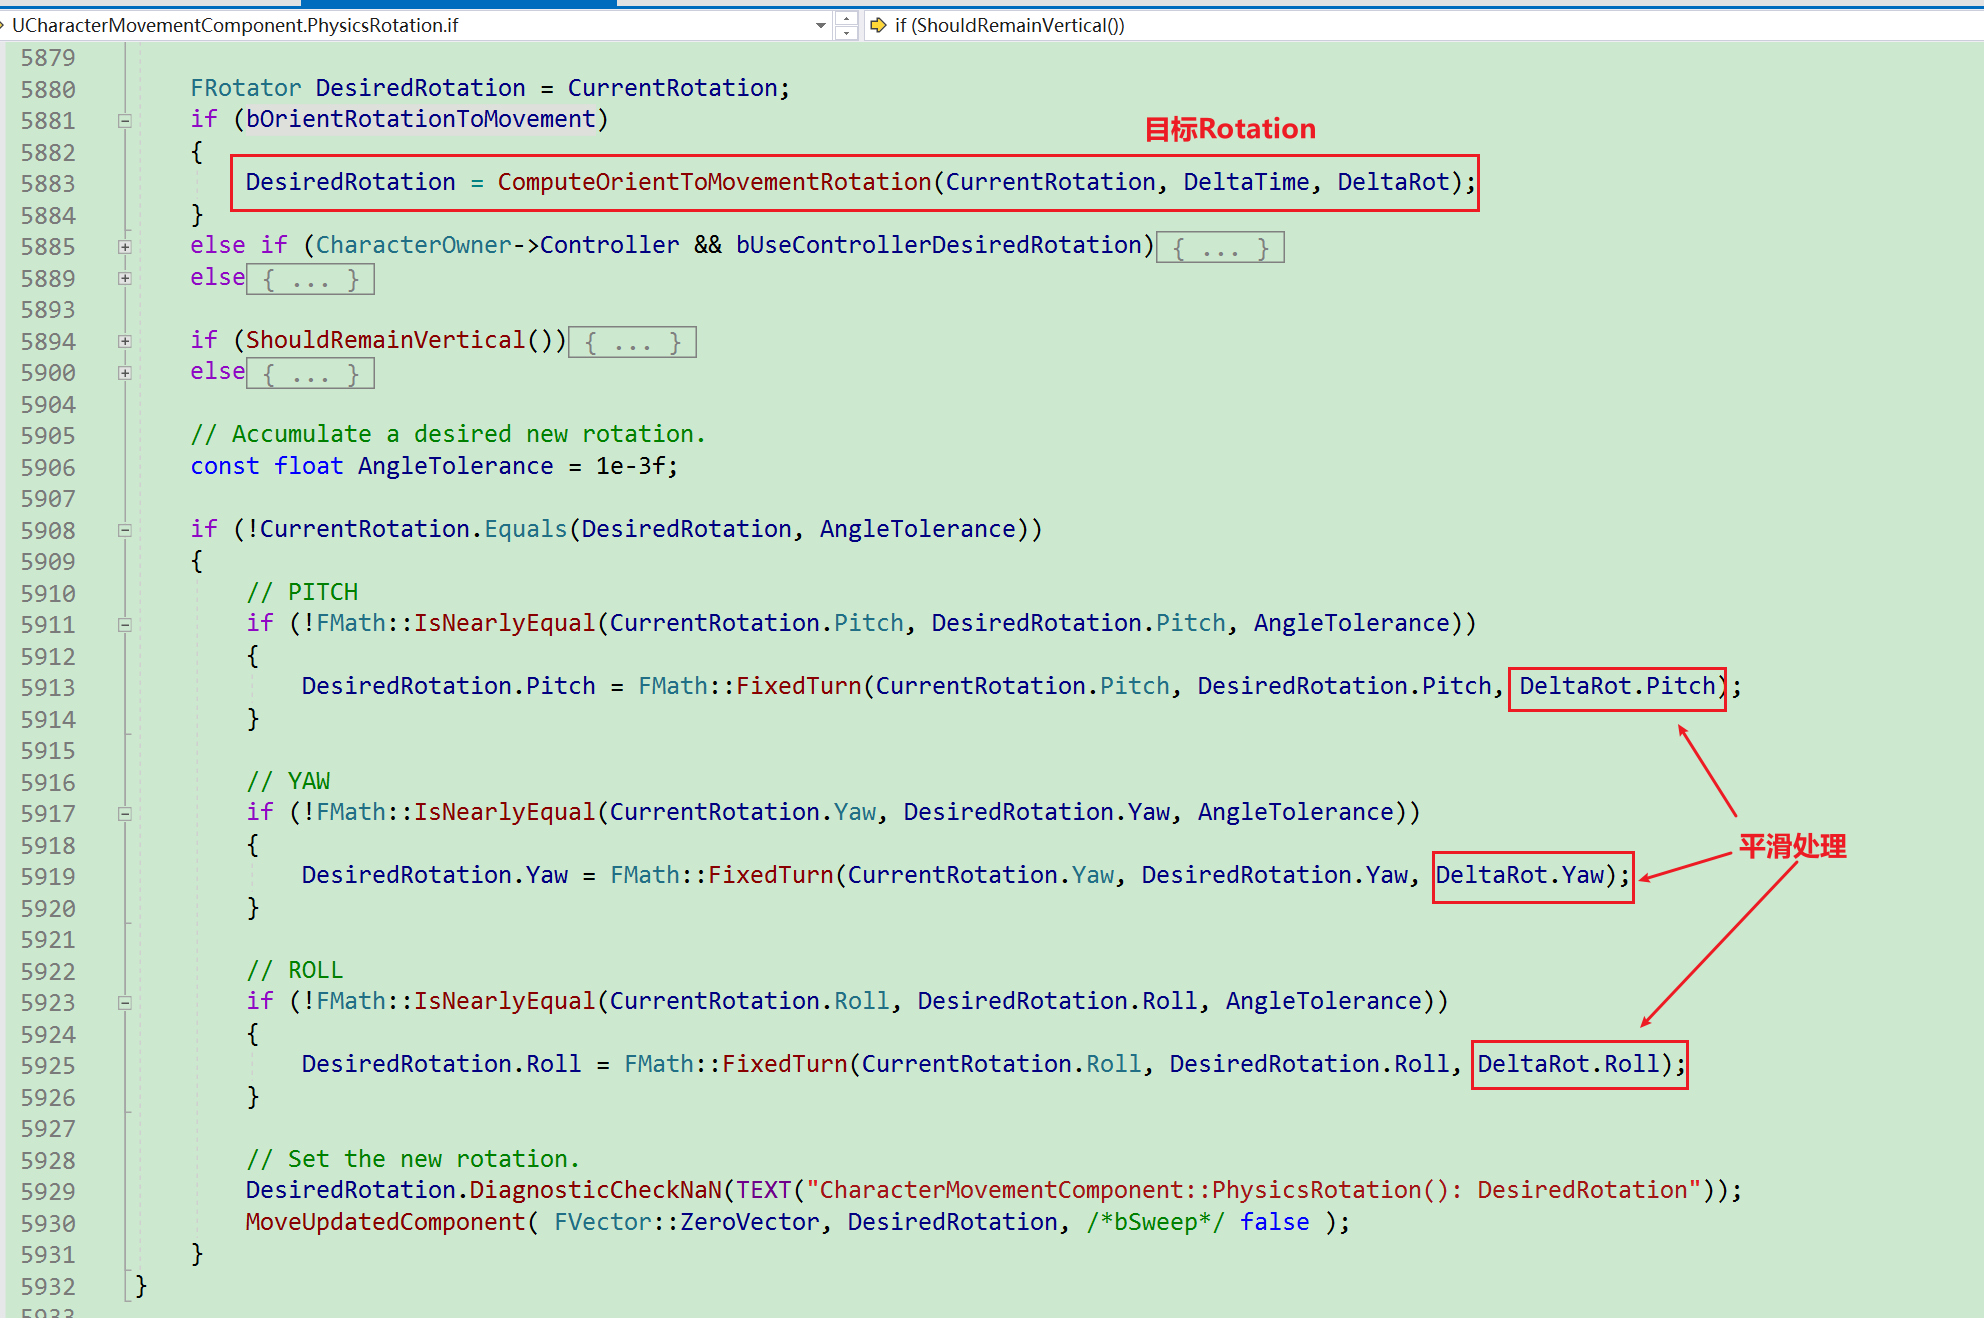 UCharacterMovementComponent.PhysicsRotation.if
if (ShouldRemainVertical())
5879
5880 FRotator DesiredRotation = CurrentRotation;
5881 if (bOrientRotationToMovement)
目标Rotation
5882 {
5883 DesiredRotation = ComputeOrientToMovementRotation(CurrentRotation, DeltaTime, DeltaRot);
5884 }
5885 else if (CharacterOwner->Controller && bUseControllerDesiredRotation){ ... }
5889 else{ ... }
5893
5894 if (ShouldRemainVertical()){ ... }
5900 else{ ... }
5904
5905 // Accumulate a desired new rotation.
5906 const float AngleTolerance = 1e-3f;
5907
5908 if (!CurrentRotation.Equals(DesiredRotation, AngleTolerance))
5909 {
5910 // PITCH
5911 if (!FMath::IsNearlyEqual(CurrentRotation.Pitch, DesiredRotation.Pitch, AngleTolerance))
5912 {
5913 DesiredRotation.Pitch = FMath::FixedTurn(CurrentRotation.Pitch, DesiredRotation.Pitch, DeltaRot.Pitch);
5914 }
5915
5916 // YAW
5917 if (!FMath::IsNearlyEqual(CurrentRotation.Yaw, DesiredRotation.Yaw, AngleTolerance))
5918 {
平滑处理
5919 DesiredRotation.Yaw = FMath::FixedTurn(CurrentRotation.Yaw, DesiredRotation.Yaw, DeltaRot.Yaw);
5920 }
5921
5922 // ROLL
5923 if (!FMath::IsNearlyEqual(CurrentRotation.Roll, DesiredRotation.Roll, AngleTolerance))
5924 {
5925 DesiredRotation.Roll = FMath::FixedTurn(CurrentRotation.Roll, DesiredRotation.Roll, DeltaRot.Roll);
5926 }
5927
5928 // Set the new rotation.
5929 DesiredRotation.DiagnosticCheckNaN(TEXT("CharacterMovementComponent::PhysicsRotation(): DesiredRotation"));
5930 MoveUpdatedComponent( FVector::ZeroVector, DesiredRotation, /*bSweep*/ false );
5931 }
5932 }
5933